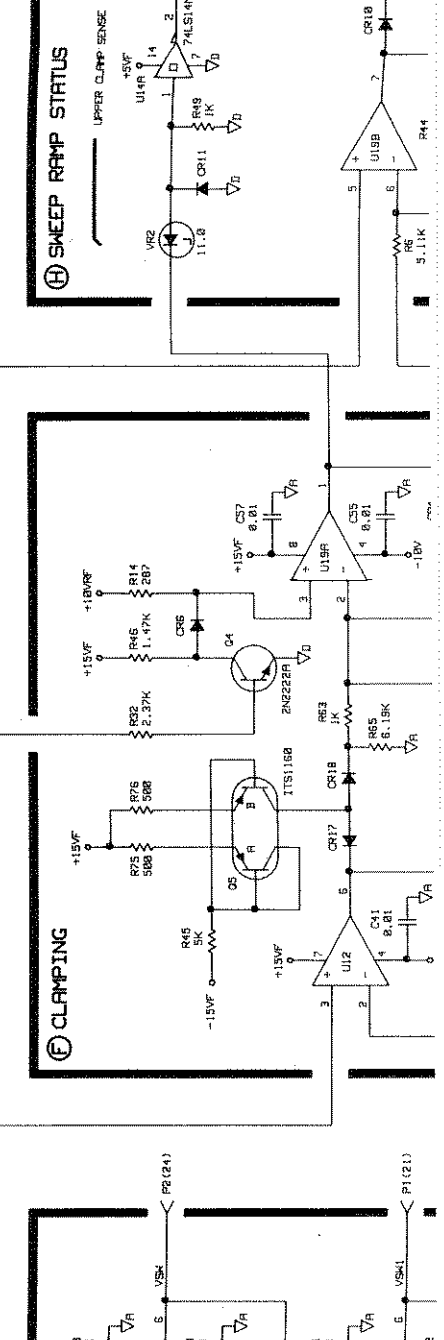 (H) SWEEP RAMP STATUS
UPPER CLAMP SENSE
+5VF
14
U14A
2
7
D
1
R49
1K
D
CR11
D
VR2
11.0
CR10
7
U19B
+
-
5
6
R44
R6
5.11K
(F) CLAMPING
+15VF
R76
500
R75
500
-15VF
R45
5K
Q5
A
B
ITS1160
R32
2.37K
+15VF
R46
1.47K
+10VRF
R14
287
CR6
Q4
2N2222A
D
+15VF
C57
0.01
A
8
U19A
+
-
3
2
1
4
C55
0.01
A
-10V
R63
1K
R65
6.19K
A
CR18
CR17
+15VF
7
U12
+
-
3
2
6
4
C41
0.01
A
P2(24)
VSW
6
A
A
P1(21)
VSW1
6
A